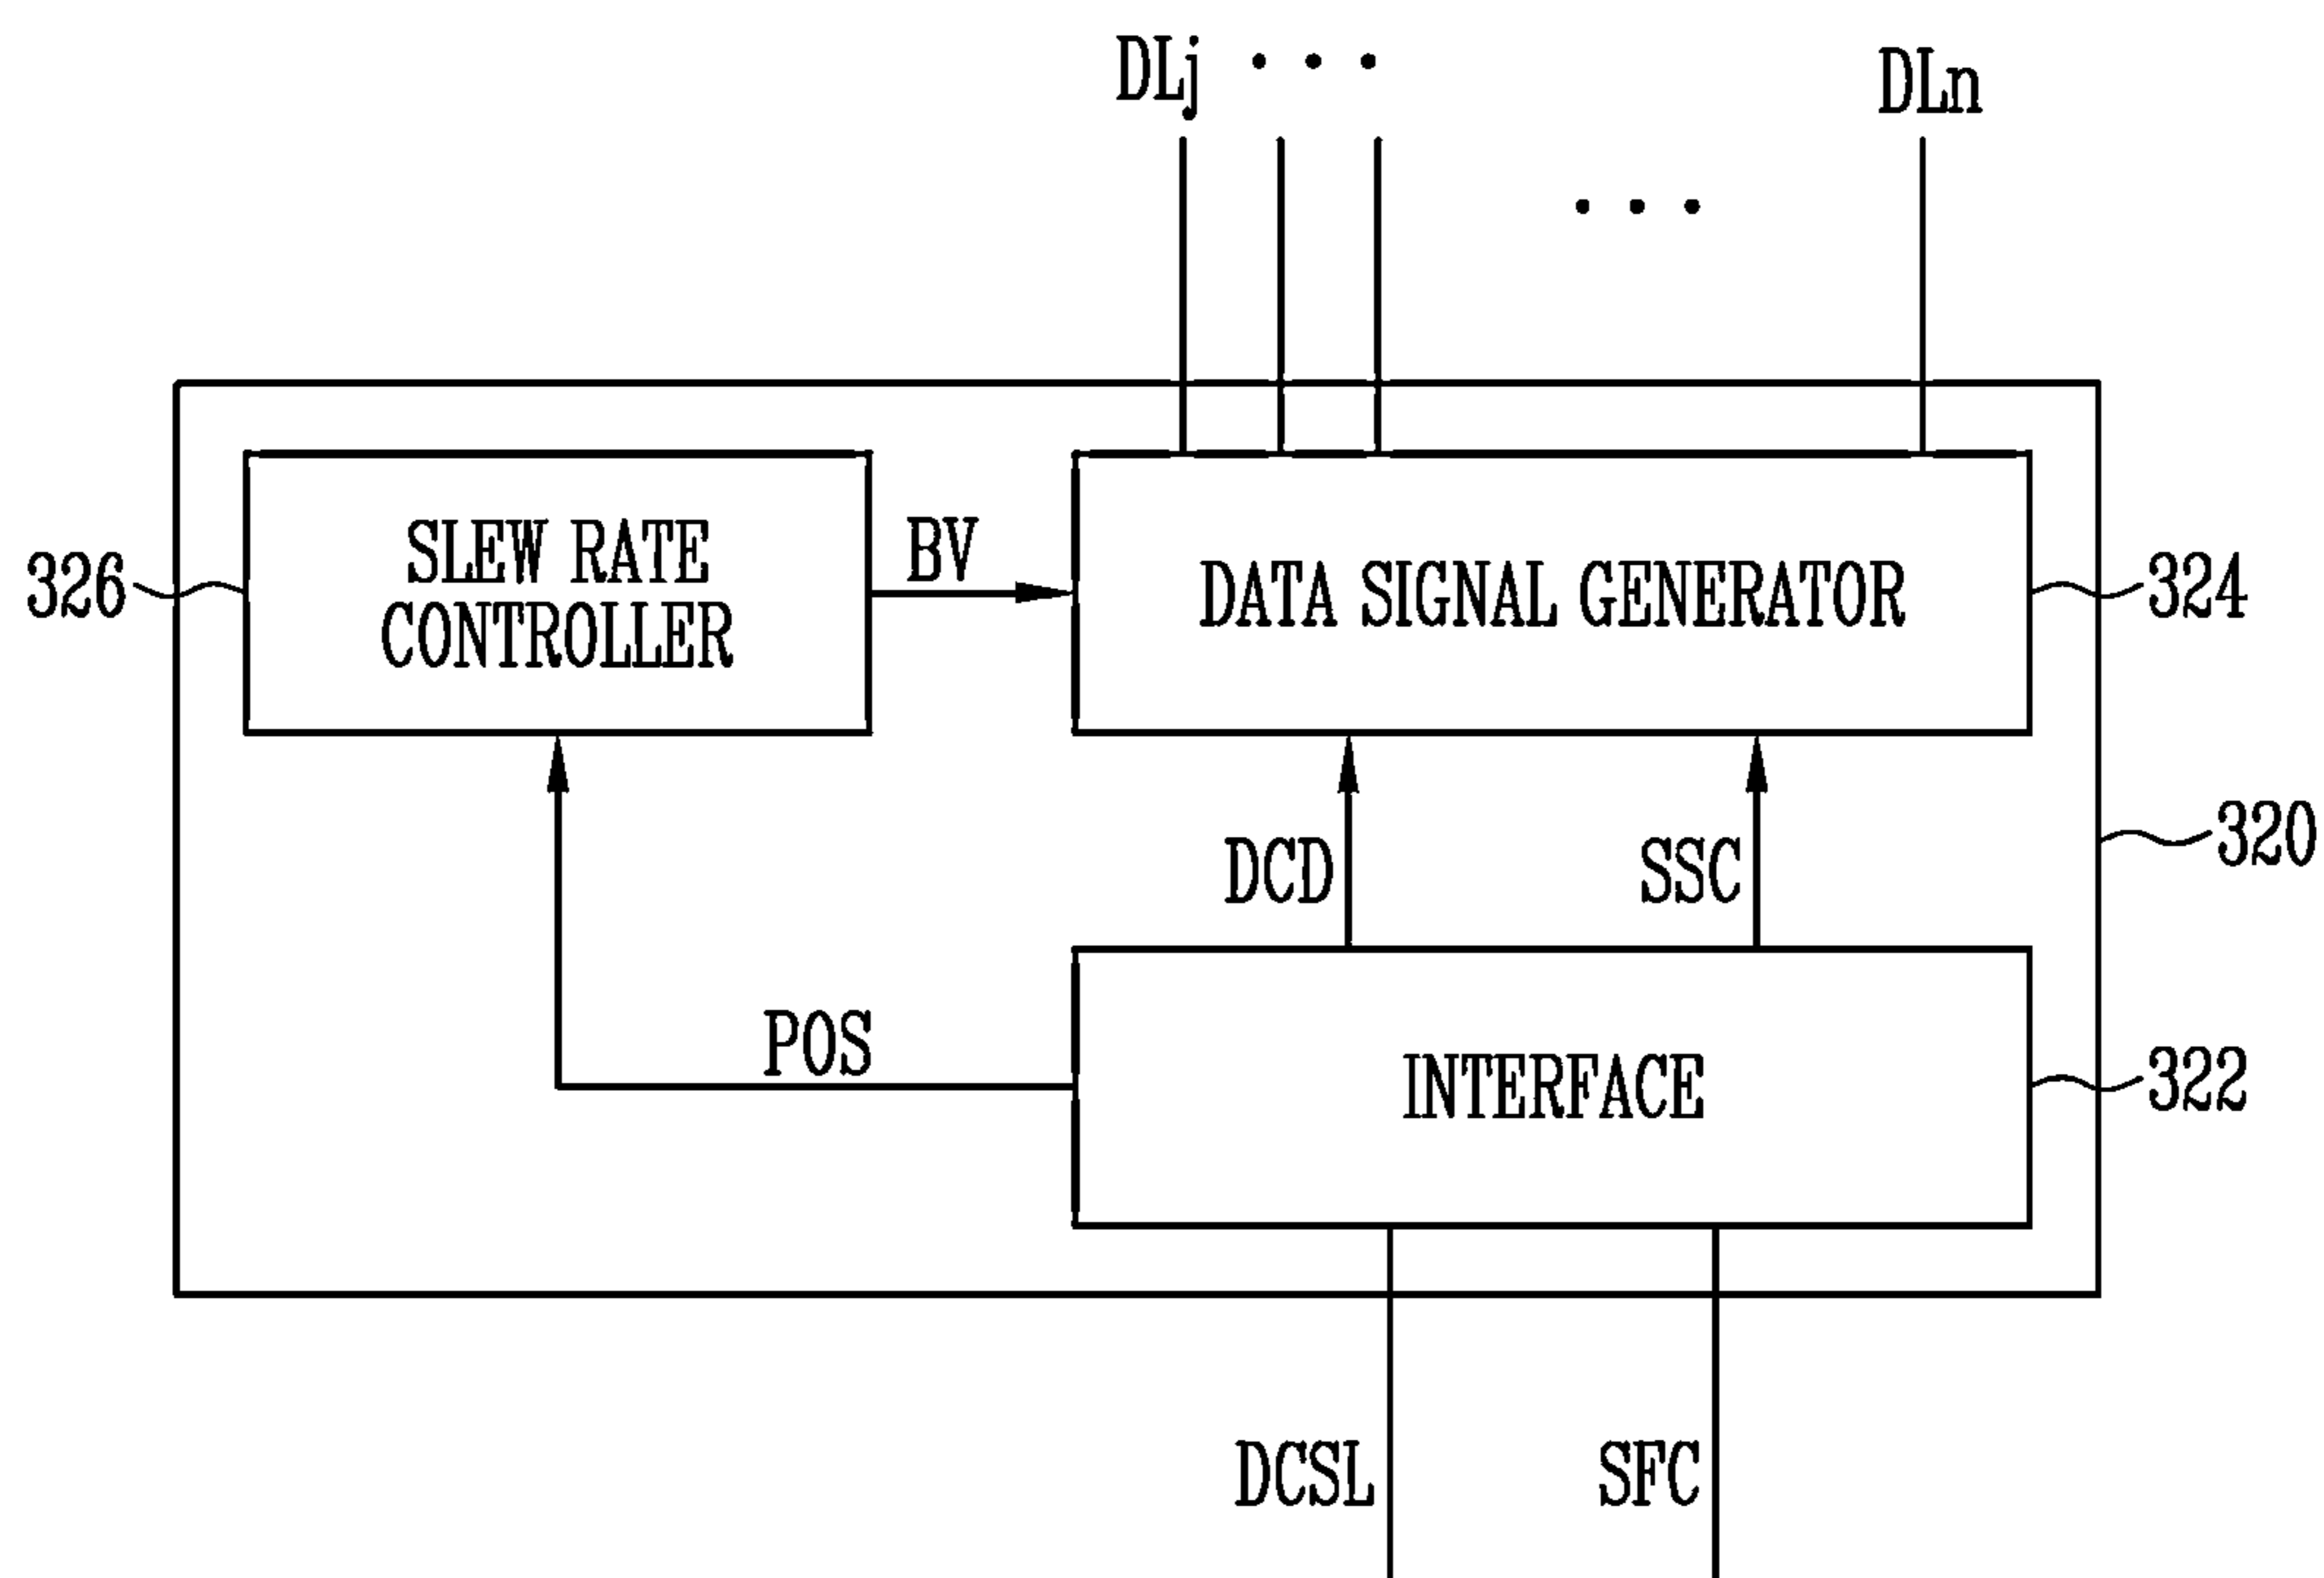 DLj ... DLn
...
326
SLEW RATE
CONTROLLER
BV
DATA SIGNAL GENERATOR
324
DCD
SSC
320
POS
INTERFACE
322
DCSL
SFC